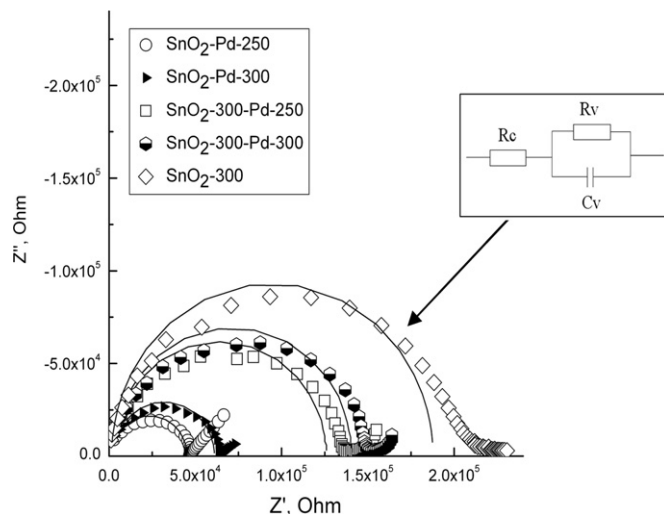 SnO2-Pd-250
SnO2-Pd-300
SnO2-300-Pd-250
SnO2-300-Pd-300
SnO2-300
Rc
Rv
Cv
Z'', Ohm
-2.0x10^5
-1.5x10^5
-1.0x10^5
-5.0x10^4
0.0
0.0
5.0x10^4
1.0x10^5
1.5x10^5
2.0x10^5
Z', Ohm